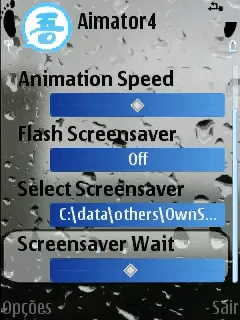 Aimator4
Animation Speed
Flash Screensaver
Off
Select Screensaver
C:\data\others\OwnS...
Screensaver Wait
Opções Sair